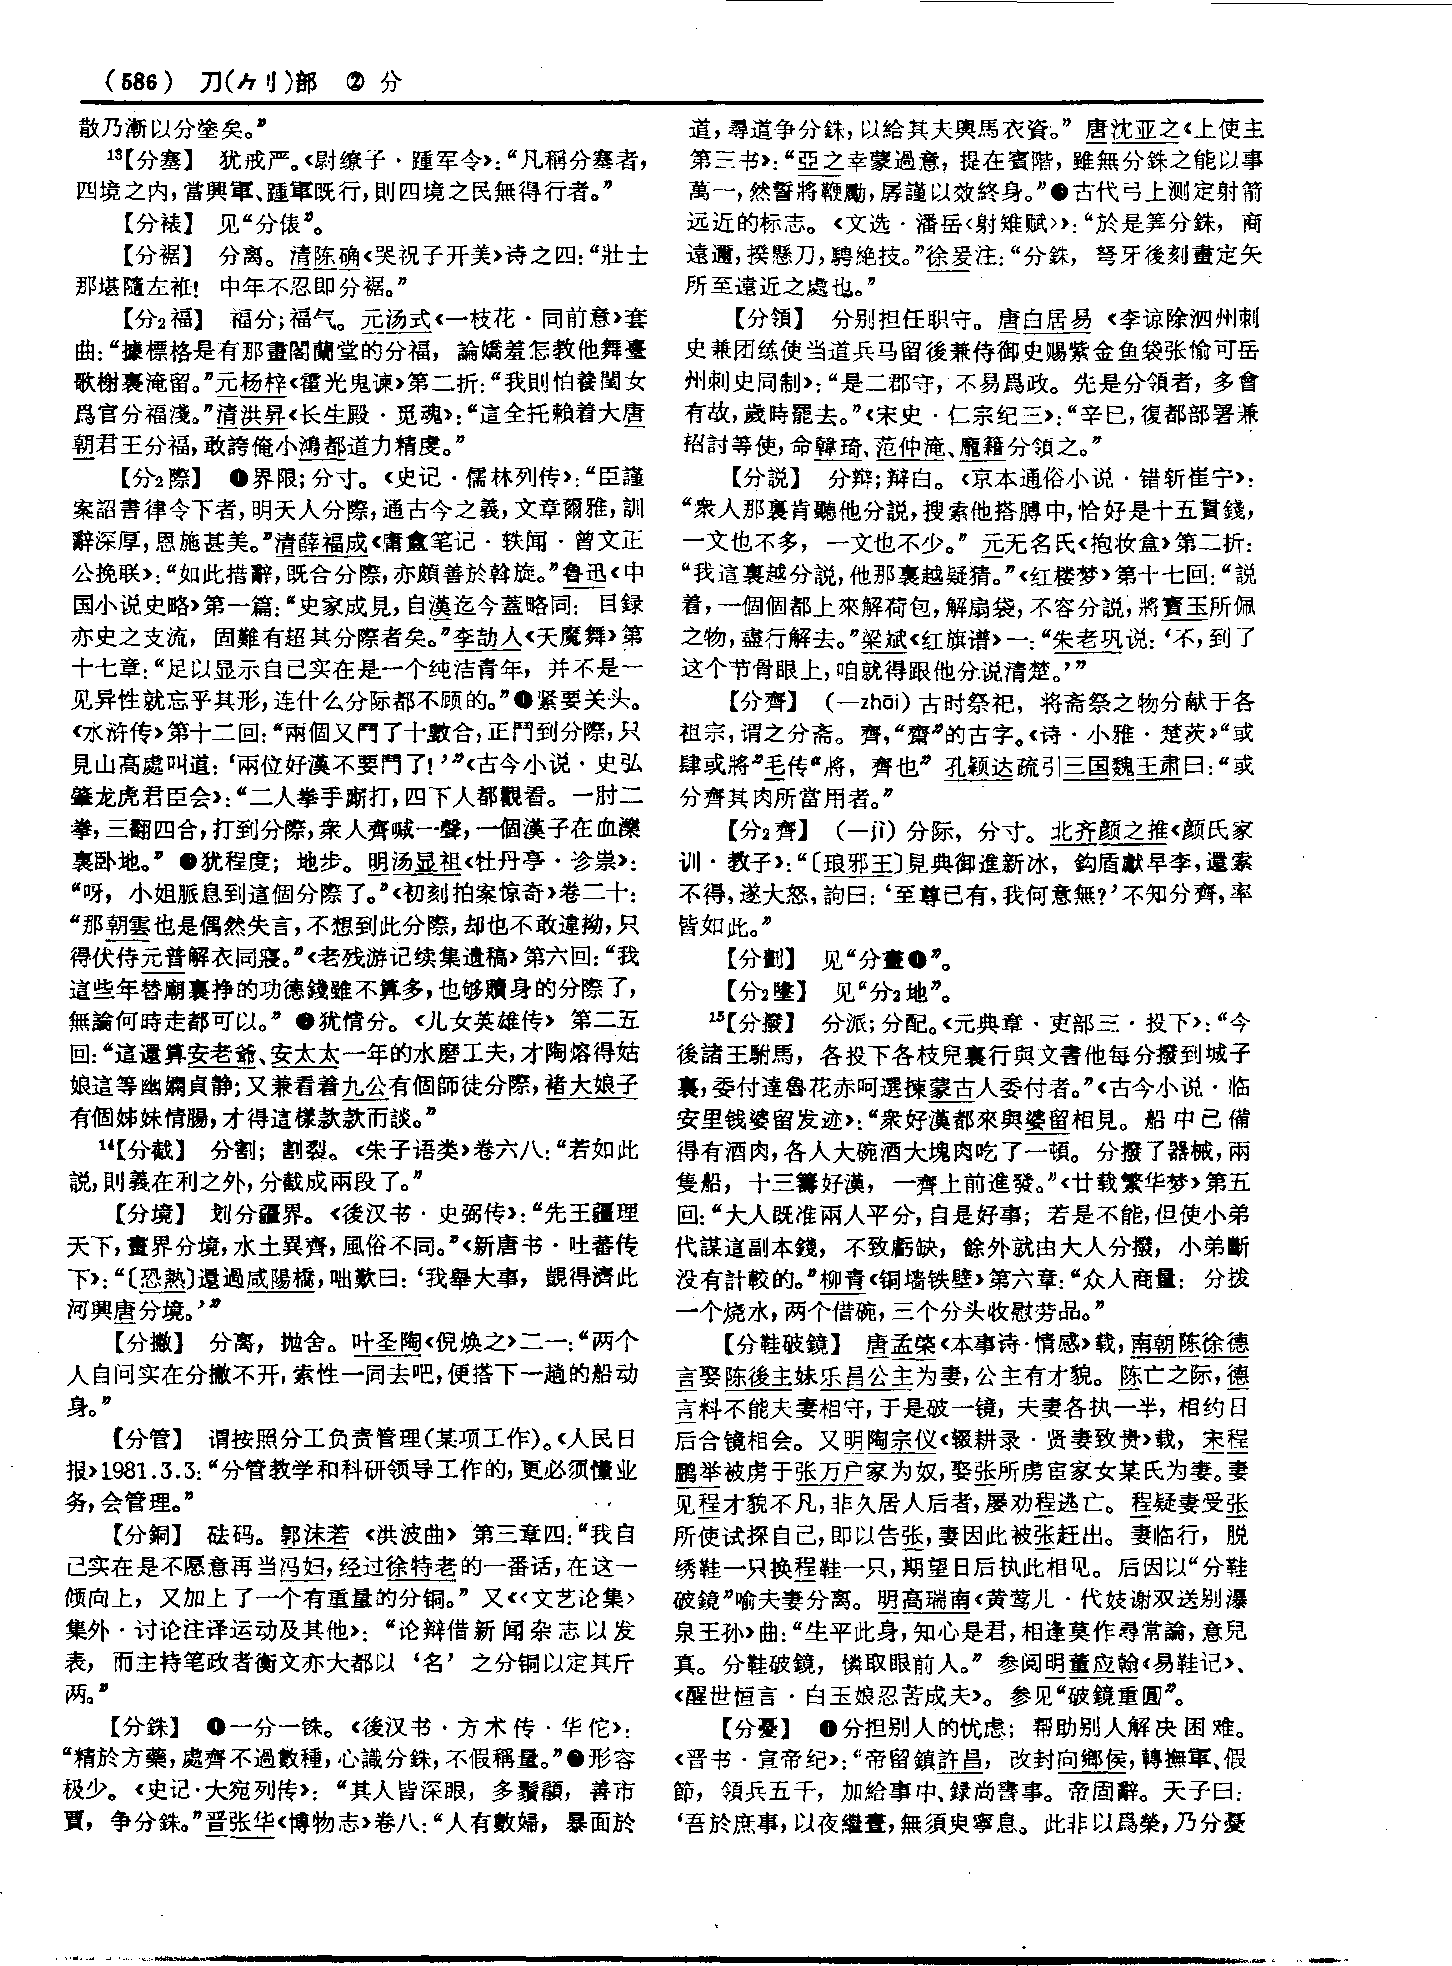 (586) 刀(⺈刂)部 ② 分
散乃漸以分塗矣。”
13【分塞】 犹戒严。《尉缭子·踵军令》：“凡稱分塞者，
四境之内，當興軍、踵軍既行，則四境之民無得行者。”
【分裱】 见“分俵”。
【分裾】 分离。清陈确《哭祝子开美》诗之四：“壯士
那堪隨左袵！ 中年不忍即分裾。”
【分₂福】 福分；福气。元汤式《一枝花·同前意》套
曲：“據標格是有那畫閣蘭堂的分福， 論嬌羞怎教他舞臺
歌榭裏淹留。”元杨梓《霍光鬼谏》第二折：“我則怕養閨女
爲官分福淺。”清洪昇《长生殿·觅魂》：“這全托賴着大唐
朝君王分福，敢誇俺小鴻都道力精虔。”
【分₂際】 ❶界限；分寸。《史记·儒林列传》：“臣謹
案詔書律令下者，明天人分際，通古今之義，文章爾雅，訓
辭深厚，恩施甚美。”清薛福成《庸盦笔记·轶闻·曾文正
公挽联》：“如此措辭，既合分際，亦頗善於斡旋。”鲁迅《中
国小说史略》第一篇：“史家成見，自漢迄今蓋略同： 目録
亦史之支流， 固難有超其分際者矣。”李劼人《天魔舞》第
十七章：“足以显示自己实在是一个纯洁青年， 并不是一
见异性就忘乎其形，连什么分际都不顾的。”❷紧要关头。
《水浒传》第十二回：“兩個又鬥了十數合，正鬥到分際，只
見山高處叫道：‘兩位好漢不要鬥了！’”《古今小说·史弘
肇龙虎君臣会》：“二人拳手厮打，四下人都觀看。 一肘二
拳，三翻四合，打到分際，衆人齊喊一聲，一個漢子在血濼
裏卧地。” ❸犹程度；地步。 明汤显祖《牡丹亭·诊祟》：
“呀， 小姐脈息到這個分際了。”《初刻拍案惊奇》卷二十：
“那朝雲也是偶然失言，不想到此分際，却也不敢違拗，只
得伏侍元普解衣同寢。”《老残游记续集遗稿》第六回：“我
這些年替廟裏挣的功德錢雖不算多，也够贖身的分際了，
無論何時走都可以。” ❹犹情分。《儿女英雄传》 第二五
回：“這還算安老爺、安太太一年的水磨工夫，才陶熔得姑
娘這等幽嫻貞静；又兼看着九公有個師徒分際，褚大娘子
有個姊妹情腸，才得這樣款款而談。”
14【分截】 分割； 割裂。《朱子语类》卷六八：“若如此
説，則義在利之外，分截成兩段了。”
【分境】 划分疆界。《後汉书·史弼传》：“先王疆理
天下，畫界分境，水土異齊，風俗不同。”《新唐书·吐蕃传
下》：“〔恐熱〕還過咸陽橋，咄歎曰：‘我舉大事， 覬得濟此
河與唐分境。’”
【分撇】 分离， 抛舍。叶圣陶《倪焕之》二一：“两个
人自问实在分撇不开，索性一同去吧，便搭下一趟的船动
身。”
【分管】 谓按照分工负责管理（某项工作）。《人民日
报》1981.3.3：“分管教学和科研领导工作的，更必须懂业
务，会管理。”
【分銅】 砝码。 郭沫若 《洪波曲》 第三章四：“我自
己实在是不愿意再当冯妇，经过徐特老的一番话，在这一
倾向上， 又加上了一个有重量的分铜。” 又《〈文艺论集〉
集外·讨论注译运动及其他》：“论辩借新闻杂志以发
表， 而主持笔政者衡文亦大都以 ‘名’ 之分铜以定其斤
两。”
【分銖】 ❶一分一铢。《後汉书·方术传·华佗》：
“精於方藥，處齊不過數種，心識分銖，不假稱量。”❷形容
极少。《史记·大宛列传》：“其人皆深眼， 多鬚髯， 善市
賈， 争分銖。”晋张华《博物志》卷八：“人有數婦， 暴面於
道，尋道争分銖，以給其夫輿馬衣資。” 唐沈亚之《上使主
第三书》：“亞之幸蒙過意， 提在賓階， 雖無分銖之能以事
萬一，然誓將鞭勵，孱謹以效終身。”❸古代弓上测定射箭
远近的标志。《文选·潘岳〈射雉赋〉》：“於是筭分銖， 商
遠邇，揆懸刀，騁绝技。”徐爰注：“分銖， 弩牙後刻畫定矢
所至遠近之處也。”
【分領】 分别担任职守。唐白居易 《李谅除泗州刺
史兼团练使当道兵马留後兼侍御史赐紫金鱼袋张愉可岳
州刺史同制》：“是二郡守， 不易爲政。 先是分領者， 多會
有故，歲時罷去。”《宋史·仁宗纪三》：“辛巳，復都部署兼
招討等使，命韓琦、范仲淹、龐籍分領之。”
【分説】 分辩；辩白。《京本通俗小说·错斩崔宁》：
“衆人那裏肯聽他分説，搜索他搭膊中，恰好是十五貫錢，
一文也不多， 一文也不少。” 元无名氏《抱妆盒》第二折：
“我這裏越分説，他那裏越疑猜。”《红楼梦》第十七回：“説
着，一個個都上來解荷包，解扇袋，不容分説，將寶玉所佩
之物，盡行解去。”梁斌《红旗谱》一：“朱老巩说：‘不，到了
这个节骨眼上，咱就得跟他分说清楚。’”
【分齊】 (—zhāi) 古时祭祀， 将斋祭之物分献于各
祖宗，谓之分斋。 齊，“齋”的古字。《诗·小雅·楚茨》“或
肆或將”毛传“將， 齊也” 孔颖达疏引三国魏王肃曰：“或
分齊其肉所當用者。”
【分₂齊】 (—jì) 分际， 分寸。北齐颜之推《颜氏家
训·教子》：“〔琅邪王〕見典御進新冰， 鈎盾獻早李，還索
不得，遂大怒，訽曰：‘至尊已有，我何意無？’不知分齊，率
皆如此。”
【分劃】 见“分畫❶”。
【分₂墬】 见“分₂地”。
15【分撥】 分派；分配。《元典章·吏部三·投下》：“今
後諸王駙馬， 各投下各枝兒裏行與文書他每分撥到城子
裏，委付達魯花赤呵選揀蒙古人委付者。”《古今小说·临
安里钱婆留发迹》：“衆好漢都來與婆留相見。 船中已備
得有酒肉，各人大碗酒大塊肉吃了一頓。 分撥了器械，兩
隻船， 十三籌好漢， 一齊上前進發。”《廿载繁华梦》第五
回：“大人既准兩人平分，自是好事； 若是不能，但使小弟
代謀這副本錢， 不致虧缺， 餘外就由大人分撥， 小弟斷
没有計較的。”柳青《铜墙铁壁》第六章：“众人商量： 分拨
一个烧水，两个借碗，三个分头收慰劳品。”
【分鞋破鏡】 唐孟棨《本事诗·情感》载，南朝陈徐德
言娶陈後主妹乐昌公主为妻，公主有才貌。 陈亡之际，德
言料不能夫妻相守，于是破一镜，夫妻各执一半， 相约日
后合镜相会。又明陶宗仪《辍耕录·贤妻致贵》载， 宋程
鹏举被虏于张万户家为奴，娶张所虏宦家女某氏为妻。妻
见程才貌不凡，非久居人后者，屡劝程逃亡。 程疑妻受张
所使试探自己，即以告张，妻因此被张赶出。 妻临行， 脱
绣鞋一只换程鞋一只，期望日后执此相见。 后因以“分鞋
破鏡”喻夫妻分离。 明高瑞南《黄莺儿·代妓谢双送别瀑
泉王孙》曲：“生平此身，知心是君，相逢莫作尋常論，意兒
真。 分鞋破鏡， 憐取眼前人。” 参阅明董应翰《易鞋记》、
《醒世恒言·白玉娘忍苦成夫》。 参见“破鏡重圓”。
【分憂】 ❶分担别人的忧虑； 帮助别人解决困难。
《晋书·宣帝纪》：“帝留鎮許昌， 改封向鄉侯，轉撫軍、假
節， 領兵五千， 加給事中、録尚書事。 帝固辭。 天子曰：
‘吾於庶事，以夜繼晝，無須臾寧息。 此非以爲榮，乃分憂